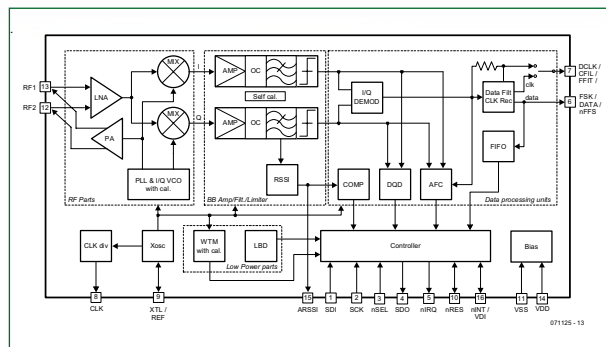 RF1
13
RF2
12
LNA
PA
MIX
MIX
I
Q
PLL & I/Q VCO
with cal.
RF Parts
AMP
OC
Self cal.
AMP
OC
RSSI
BB Amp/Filt./Limiter
I/Q
DEMOD
COMP
DQD
AFC
Data Filt
CLK Rec
clk
data
FIFO
Data processing units
7
DCLK /
CFIL /
FFIT /
6
FSK /
DATA /
nFFS
CLK div
Xosc
WTM
with cal.
LBD
Low Power parts
Controller
Bias
8
CLK
9
XTL /
REF
15
ARSSI
1
SDI
2
SCK
3
nSEL
4
SDO
5
nIRQ
10
nRES
16
nINT /
VDI
11
VSS
14
VDD
071125 - 13